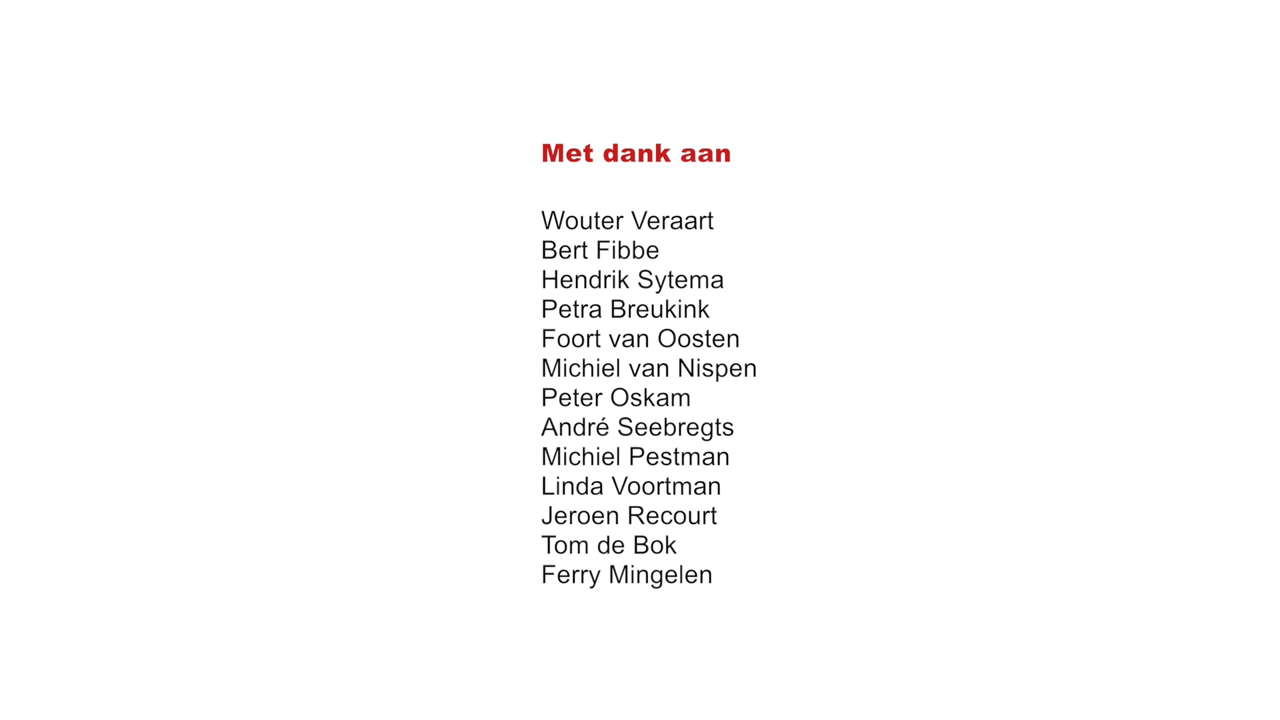 Met dank aan
Wouter Veraart
Bert Fibbe
Hendrik Sytema
Petra Breukink
Foort van Oosten
Michiel van Nispen
Peter Oskam
André Seebregts
Michiel Pestman
Linda Voortman
Jeroen Recourt
Tom de Bok
Ferry Mingelen